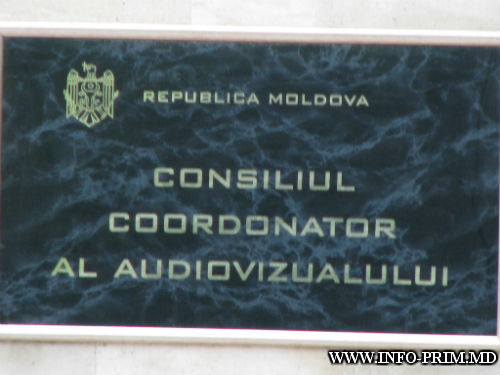 REPUBLICA MOLDOVA
CONSILIUL
COORDONATOR
AL AUDIOVIZUALULUI
WWW.INFO-PRIM.MD